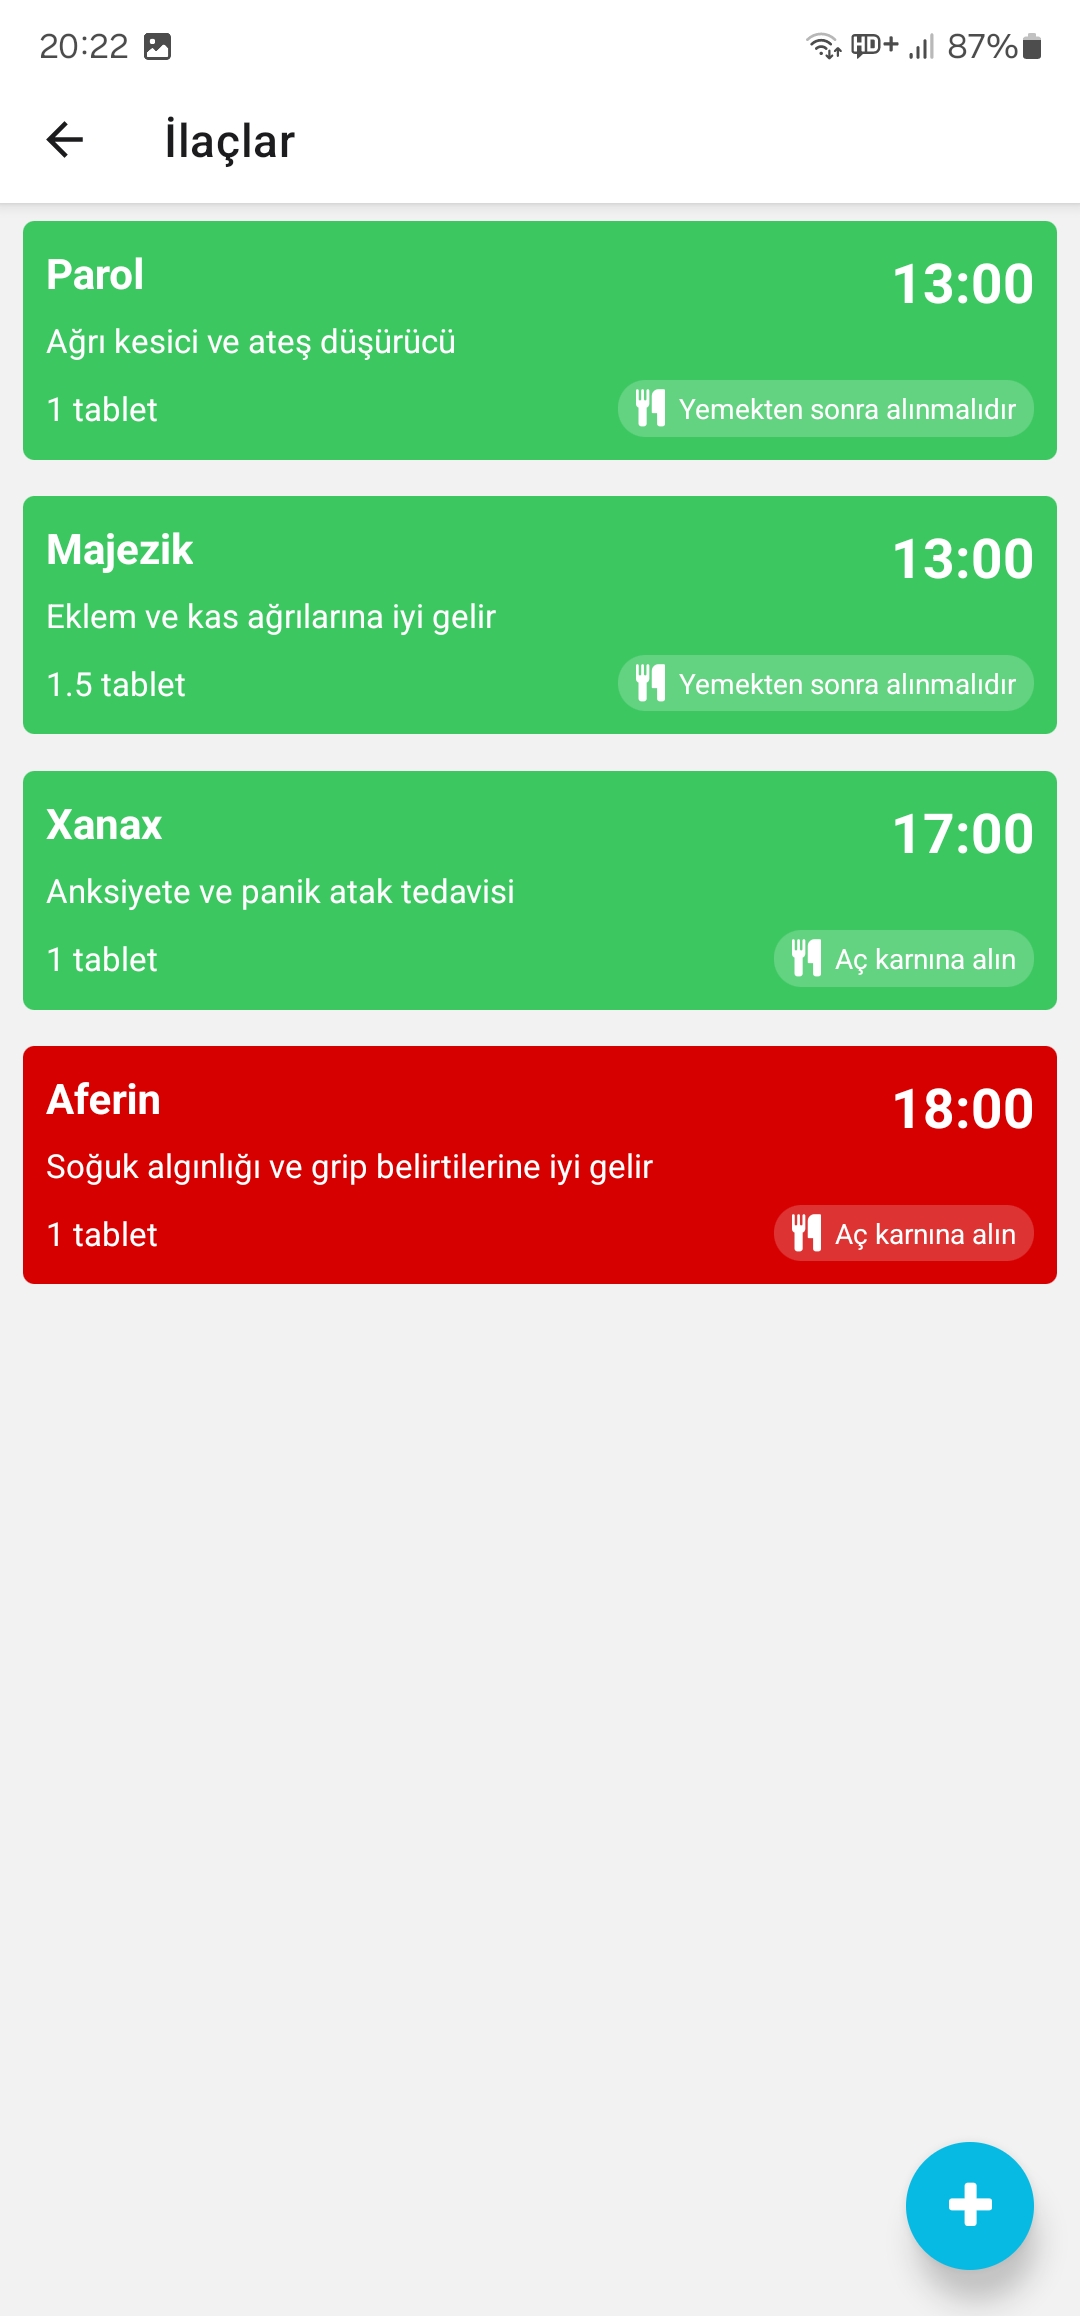 20:22
87%
İlaçlar
Parol
13:00
Ağrı kesici ve ateş düşürücü
1 tablet
Yemekten sonra alınmalıdır
Majezik
13:00
Eklem ve kas ağrılarına iyi gelir
1.5 tablet
Yemekten sonra alınmalıdır
Xanax
17:00
Anksiyete ve panik atak tedavisi
1 tablet
Aç karnına alın
Aferin
18:00
Soğuk algınlığı ve grip belirtilerine iyi gelir
1 tablet
Aç karnına alın